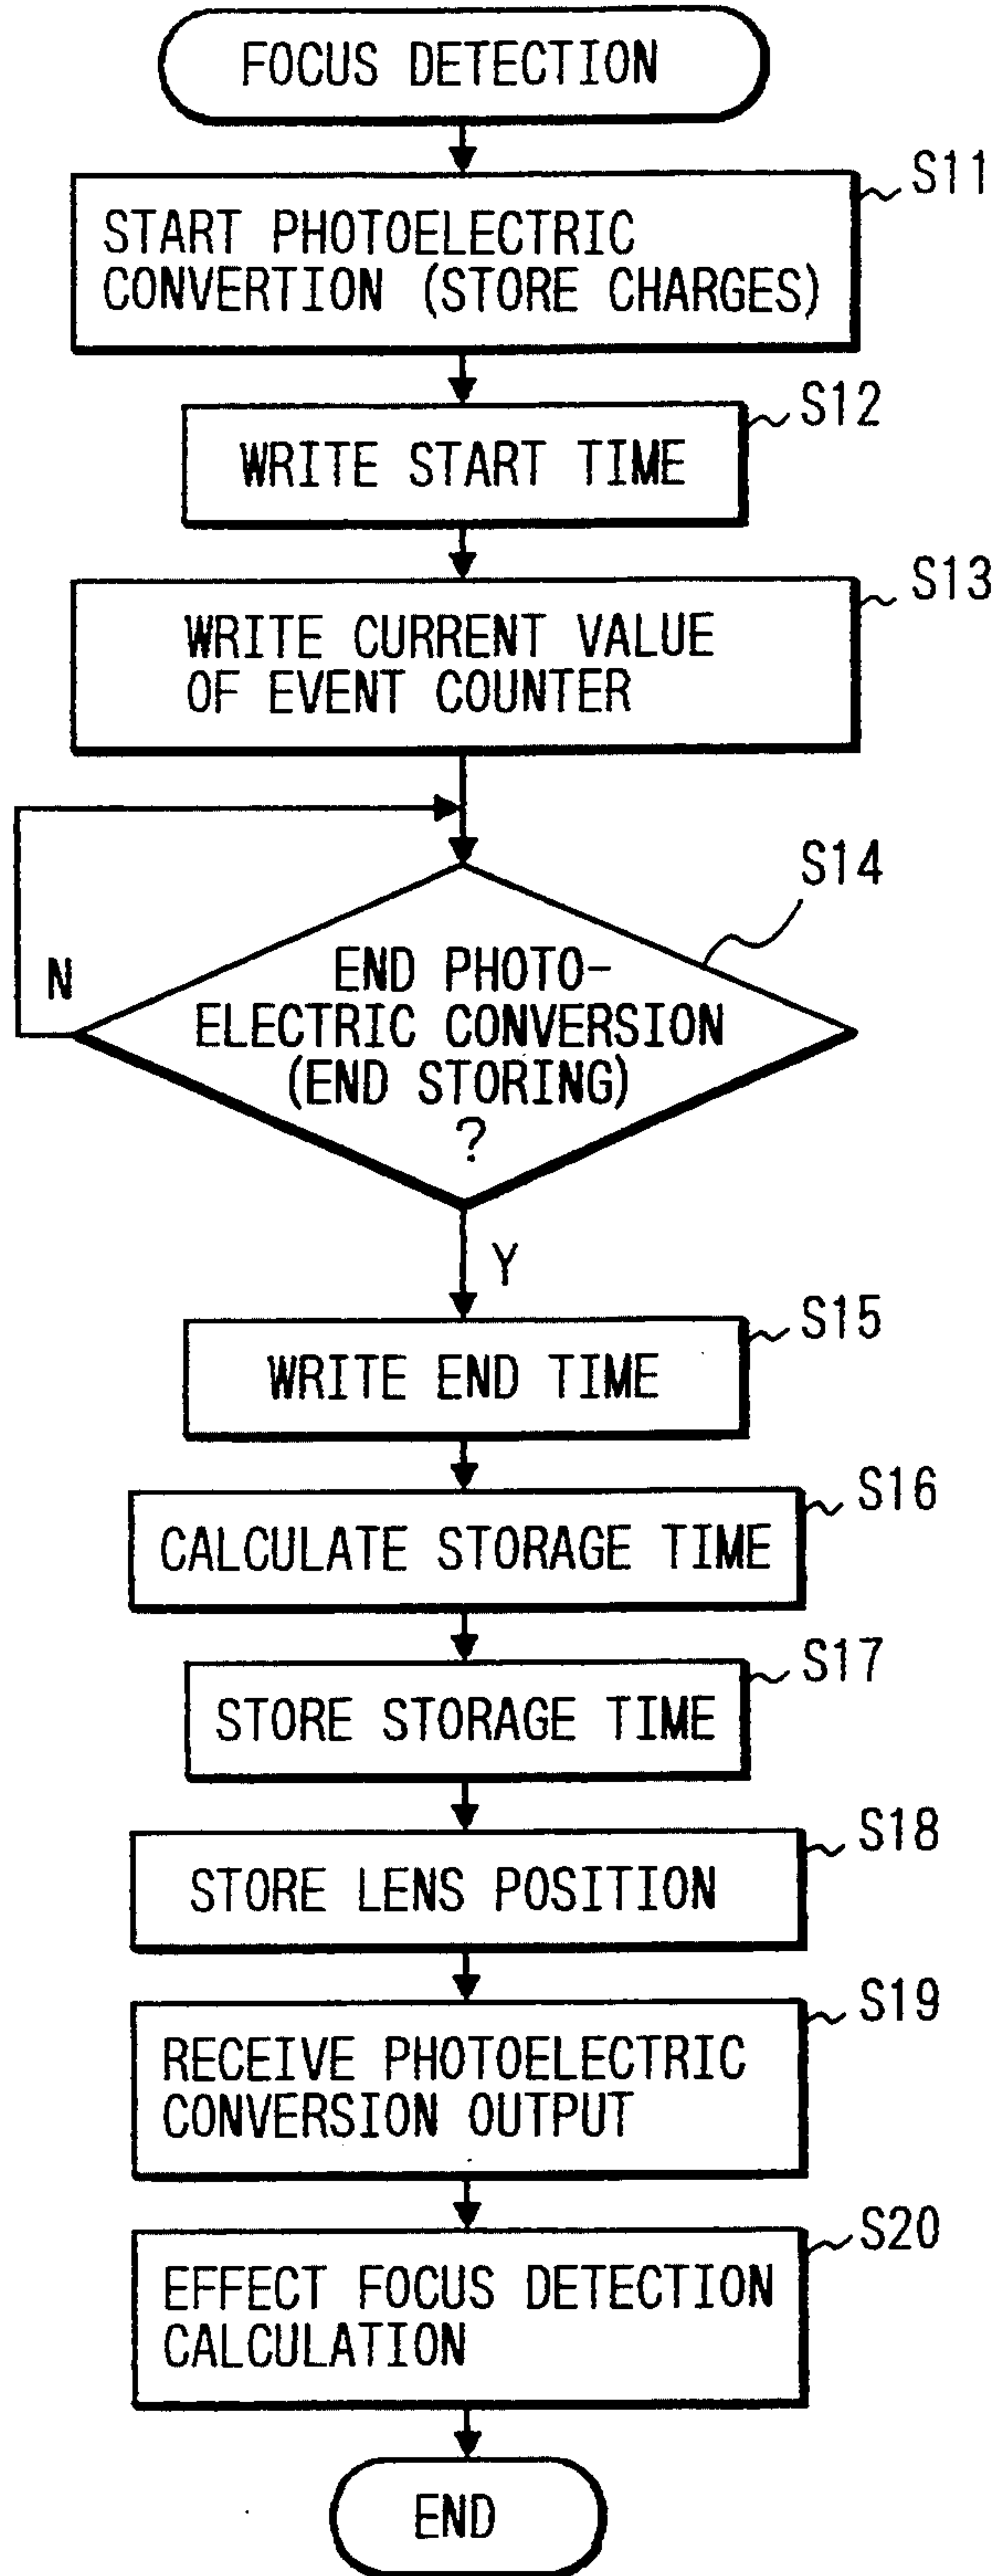 FOCUS DETECTION
S11
START PHOTOELECTRIC
CONVERTION (STORE CHARGES)
S12
WRITE START TIME
S13
WRITE CURRENT VALUE
OF EVENT COUNTER
S14
END PHOTO-
ELECTRIC CONVERSION
(END STORING)
?
N
Y
S15
WRITE END TIME
S16
CALCULATE STORAGE TIME
S17
STORE STORAGE TIME
S18
STORE LENS POSITION
S19
RECEIVE PHOTOELECTRIC
CONVERSION OUTPUT
S20
EFFECT FOCUS DETECTION
CALCULATION
END